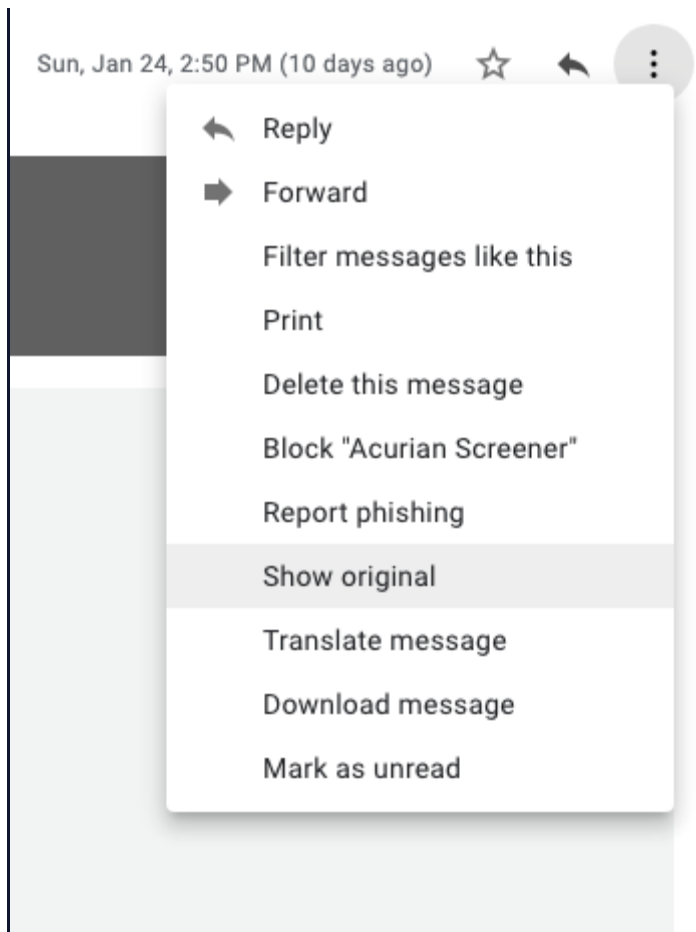 Sun, Jan 24, 2:50 PM (10 days ago)
Reply
Forward
Filter messages like this
Print
Delete this message
Block "Acurian Screener"
Report phishing
Show original
Translate message
Download message
Mark as unread